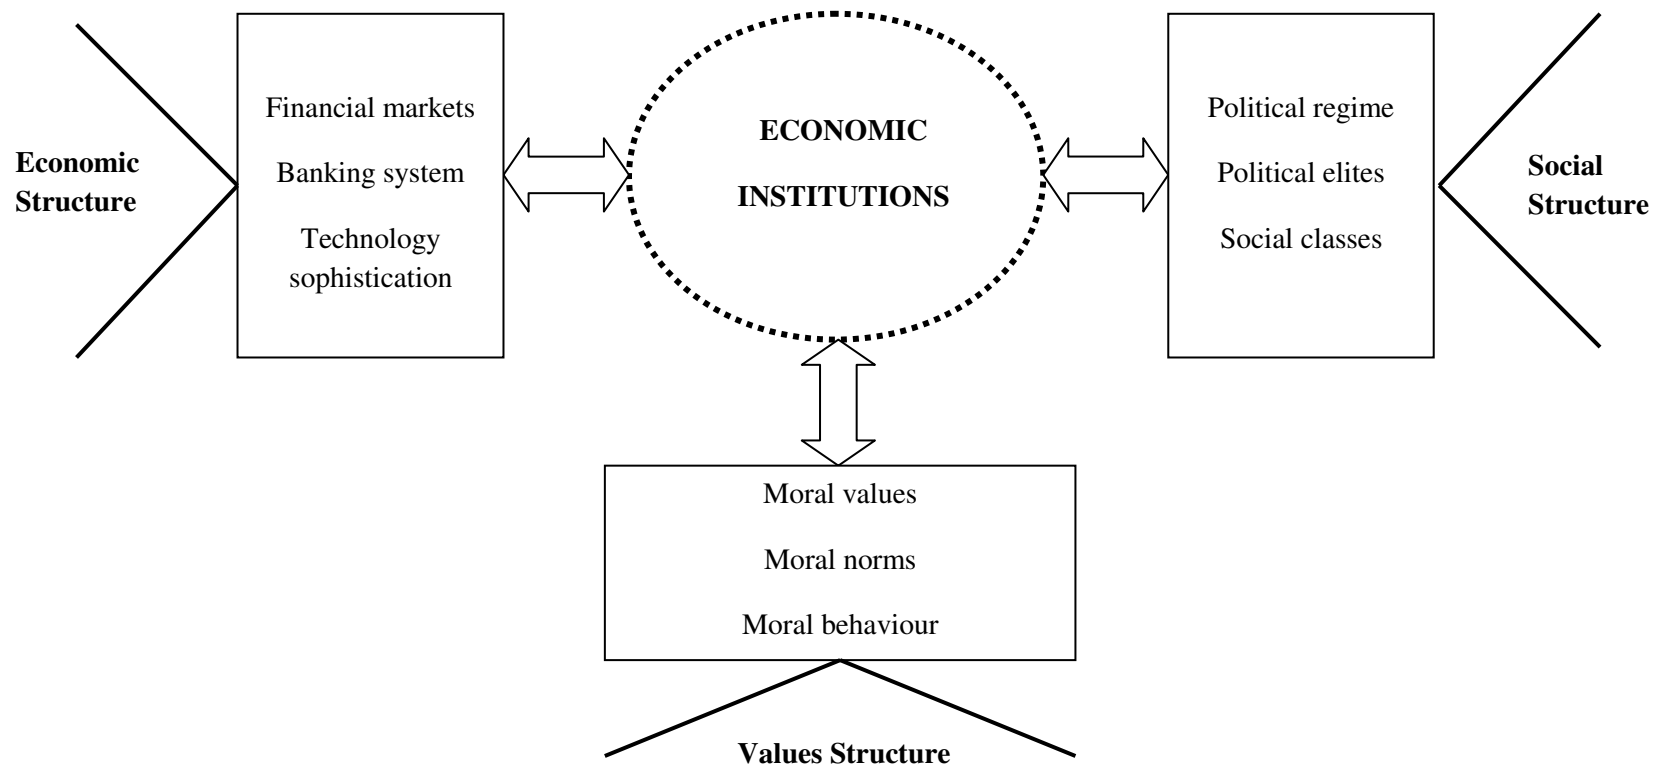 Economic
Structure
Financial markets
Banking system
Technology
sophistication
ECONOMIC
INSTITUTIONS
Political regime
Political elites
Social classes
Social
Structure
Moral values
Moral norms
Moral behaviour
Values Structure